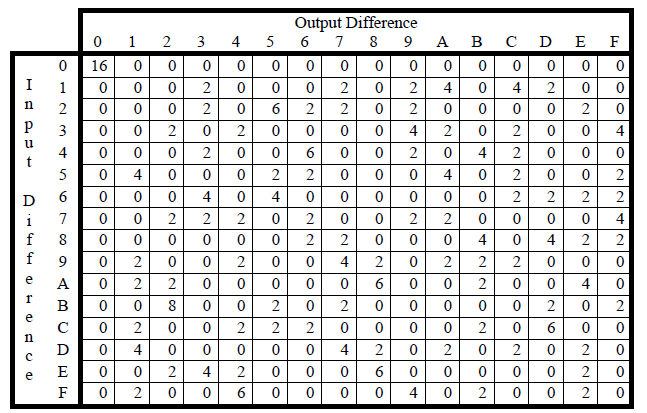 Output Difference
0 1 2 3 4 5 6 7 8 9 A B C D E F
Input Difference
0 16 0 0 0 0 0 0 0 0 0 0 0 0 0 0 0
1 0 0 0 2 0 0 0 2 0 2 4 0 4 2 0 0
2 0 0 0 2 0 6 2 2 0 2 0 0 0 0 2 0
3 0 0 2 0 2 0 0 0 0 4 2 0 2 0 0 4
4 0 0 0 2 0 0 6 0 0 2 0 4 2 0 0 0
5 0 4 0 0 0 2 2 0 0 0 4 0 2 0 0 2
6 0 0 0 4 0 4 0 0 0 0 0 0 2 2 2 2
7 0 0 2 2 2 0 2 0 0 2 2 0 0 0 0 4
8 0 0 0 0 0 0 2 2 0 0 0 4 0 4 2 2
9 0 2 0 0 2 0 0 4 2 0 2 2 2 0 0 0
A 0 2 2 0 0 0 0 0 6 0 0 2 0 0 4 0
B 0 0 8 0 0 2 0 2 0 0 0 0 0 2 0 2
C 0 2 0 0 2 2 2 0 0 0 0 2 0 6 0 0
D 0 4 0 0 0 0 0 4 2 0 2 0 2 0 2 0
E 0 0 2 4 2 0 0 0 6 0 0 0 0 0 2 0
F 0 2 0 0 6 0 0 0 0 4 0 2 0 0 2 0